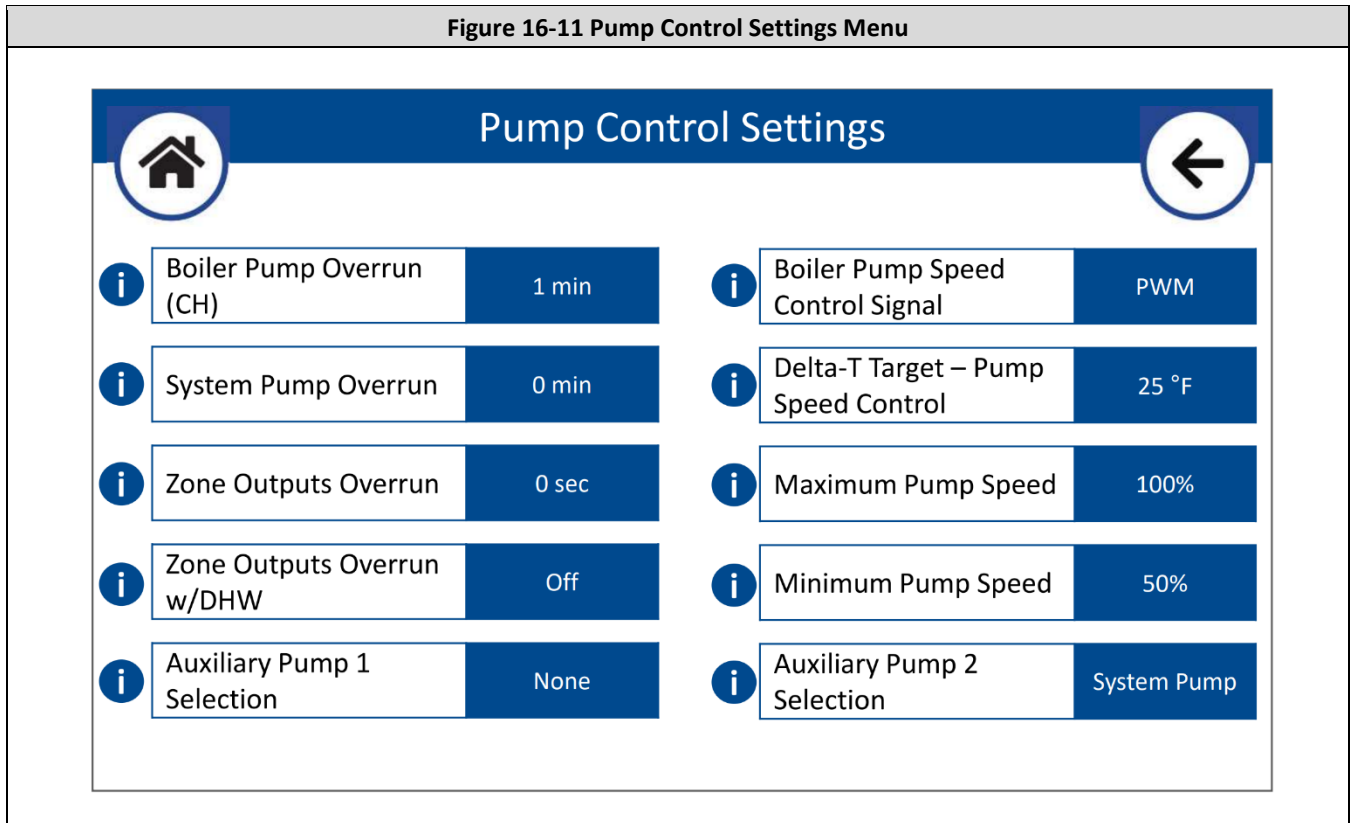 Figure 16-11 Pump Control Settings Menu
Pump Control Settings
i
Boiler Pump Overrun
(CH)
1 min
i
Boiler Pump Speed
Control Signal
PWM
i
System Pump Overrun
0 min
i
Delta-T Target – Pump
Speed Control
25 °F
i
Zone Outputs Overrun
0 sec
i
Maximum Pump Speed
100%
i
Zone Outputs Overrun
w/DHW
Off
i
Minimum Pump Speed
50%
i
Auxiliary Pump 1
Selection
None
i
Auxiliary Pump 2
Selection
System Pump